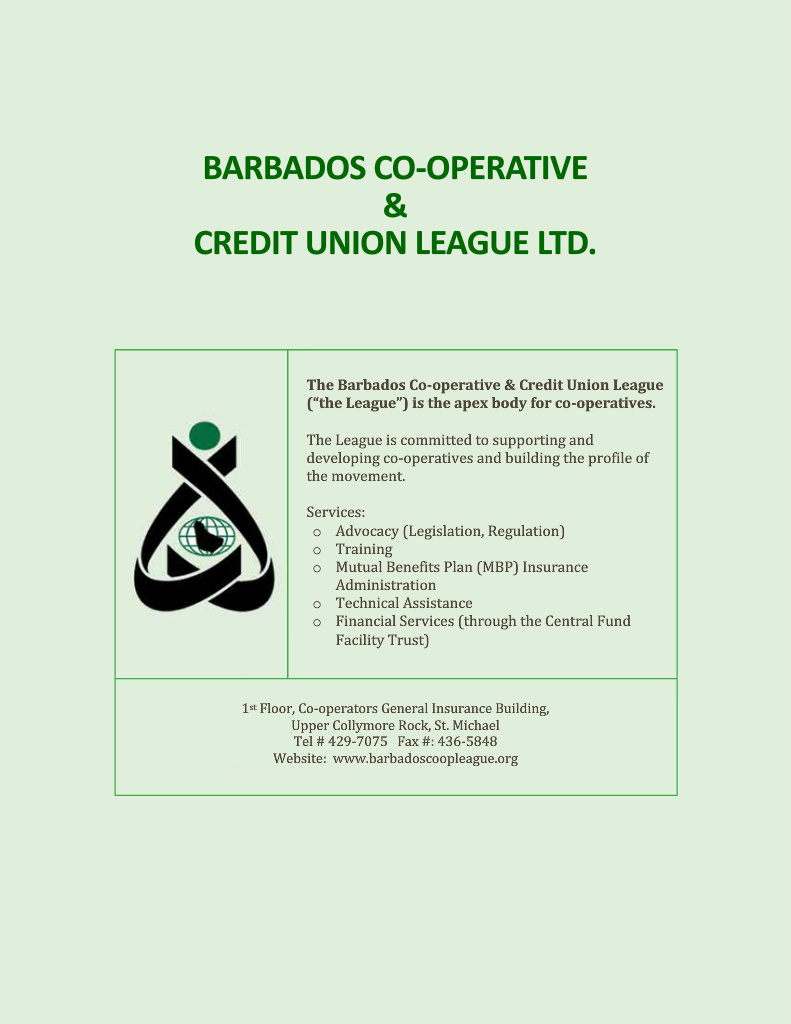 BARBADOS CO-OPERATIVE
&
CREDIT UNION LEAGUE LTD.
The Barbados Co-operative & Credit Union League
(“the League”) is the apex body for co-operatives.
The League is committed to supporting and
developing co-operatives and building the profile of
the movement.
Services:
o Advocacy (Legislation, Regulation)
o Training
o Mutual Benefits Plan (MBP) Insurance
Administration
o Technical Assistance
o Financial Services (through the Central Fund
Facility Trust)
1st Floor, Co-operators General Insurance Building,
Upper Collymore Rock, St. Michael
Tel # 429-7075 Fax #: 436-5848
Website: www.barbadoscoopleague.org